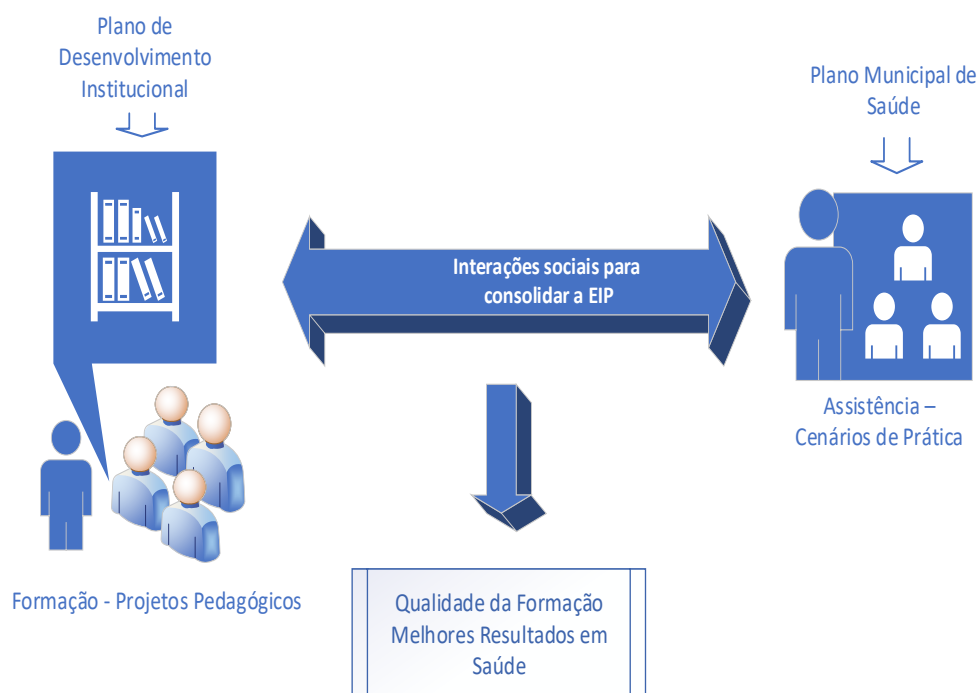 Plano de
Desenvolvimento
Institucional
Plano Municipal de
Saúde
Interações sociais para
consolidar a EIP
Assistência –
Cenários de Prática
Formação - Projetos Pedagógicos
Qualidade da Formação
Melhores Resultados em
Saúde